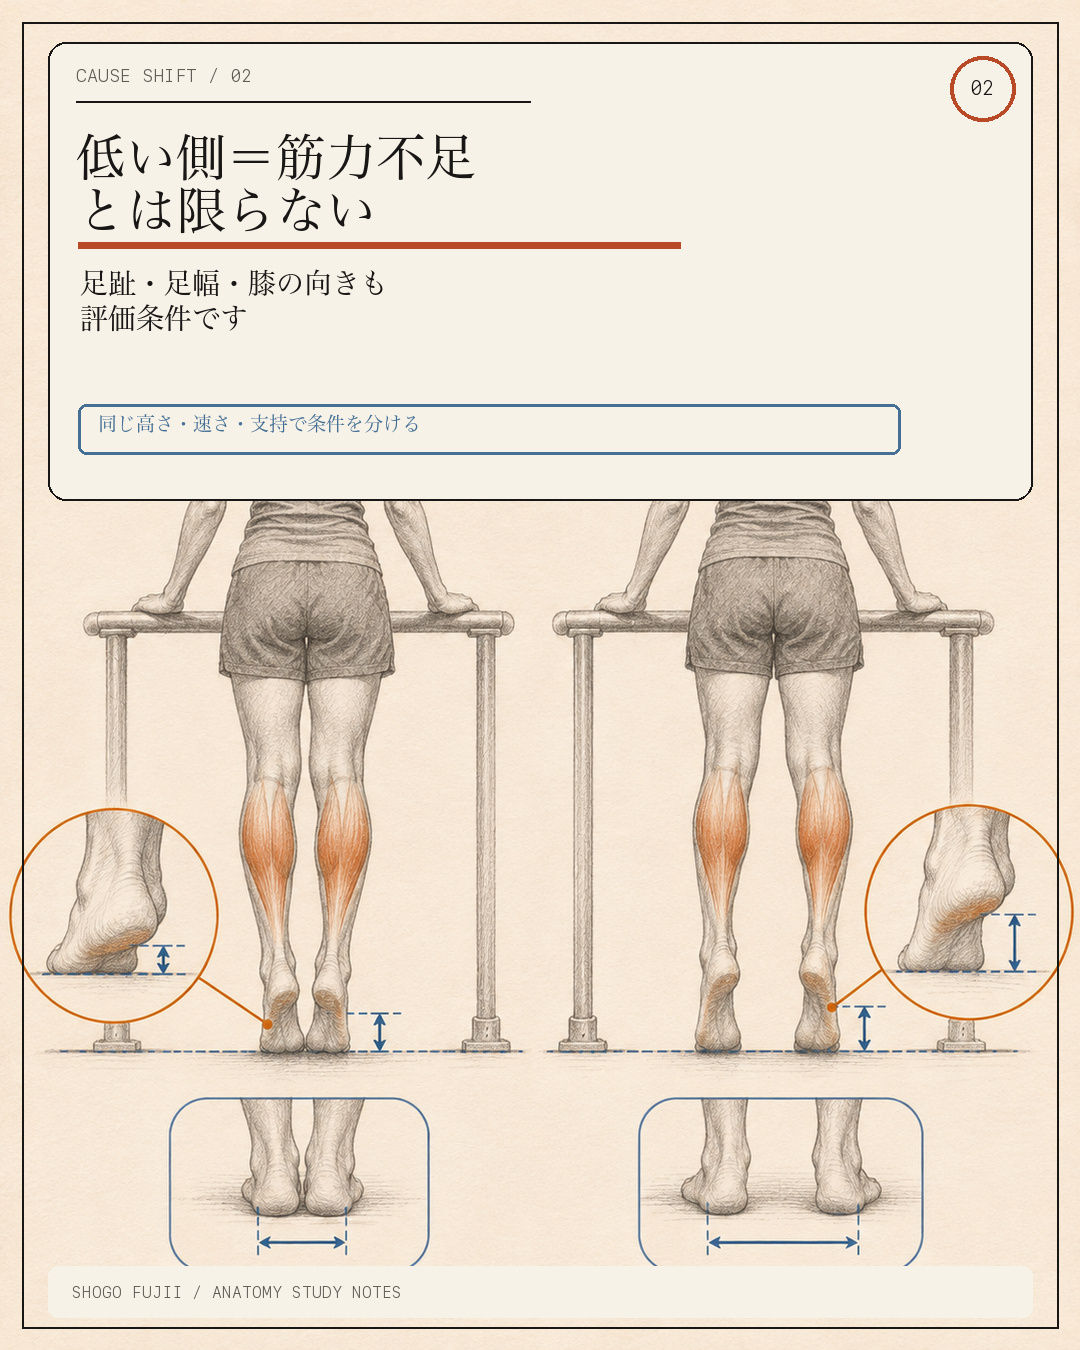 CAUSE SHIFT / 02
02
低い側＝筋力不足
とは限らない
足趾・足幅・膝の向きも
評価条件です
同じ高さ・速さ・支持で条件を分ける
SHOGO FUJII / ANATOMY STUDY NOTES